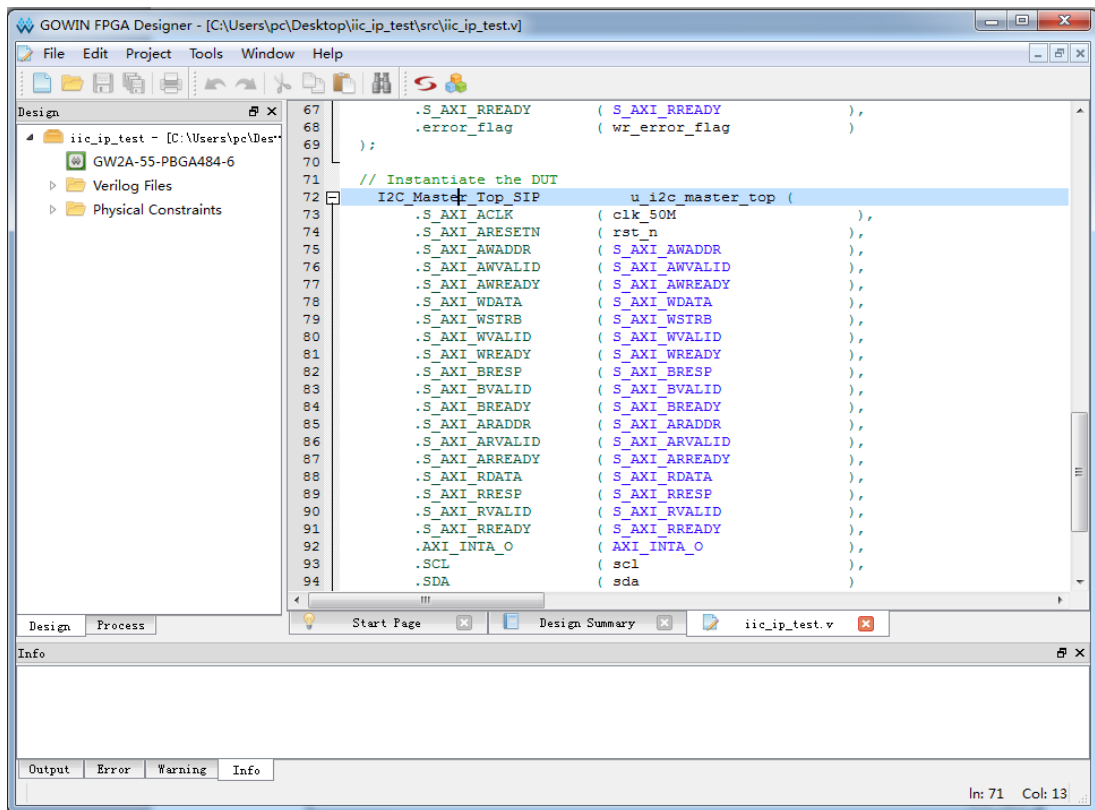 GOWIN FPGA Designer - [C:\Users\pc\Desktop\iic_ip_test\src\iic_ip_test.v]
File Edit Project Tools Window Help
Design
iic_ip_test - [C:\Users\pc\Des
GW2A-55-PBGA484-6
Verilog Files
Physical Constraints
67 .S_AXI_RREADY ( S_AXI_RREADY ),
68 .error_flag ( wr_error_flag )
69 );
70
71 // Instantiate the DUT
72 I2C_Master_Top_SIP u_i2c_master_top (
73 .S_AXI_ACLK ( clk_50M ),
74 .S_AXI_ARESETN ( rst_n ),
75 .S_AXI_AWADDR ( S_AXI_AWADDR ),
76 .S_AXI_AWVALID ( S_AXI_AWVALID ),
77 .S_AXI_AWREADY ( S_AXI_AWREADY ),
78 .S_AXI_WDATA ( S_AXI_WDATA ),
79 .S_AXI_WSTRB ( S_AXI_WSTRB ),
80 .S_AXI_WVALID ( S_AXI_WVALID ),
81 .S_AXI_WREADY ( S_AXI_WREADY ),
82 .S_AXI_BRESP ( S_AXI_BRESP ),
83 .S_AXI_BVALID ( S_AXI_BVALID ),
84 .S_AXI_BREADY ( S_AXI_BREADY ),
85 .S_AXI_ARADDR ( S_AXI_ARADDR ),
86 .S_AXI_ARVALID ( S_AXI_ARVALID ),
87 .S_AXI_ARREADY ( S_AXI_ARREADY ),
88 .S_AXI_RDATA ( S_AXI_RDATA ),
89 .S_AXI_RRESP ( S_AXI_RRESP ),
90 .S_AXI_RVALID ( S_AXI_RVALID ),
91 .S_AXI_RREADY ( S_AXI_RREADY ),
92 .AXI_INTA_O ( AXI_INTA_O ),
93 .SCL ( scl ),
94 .SDA ( sda )
Design Process
Start Page Design Summary iic_ip_test.v
Info
Output Error Warning Info
ln: 71 Col: 13